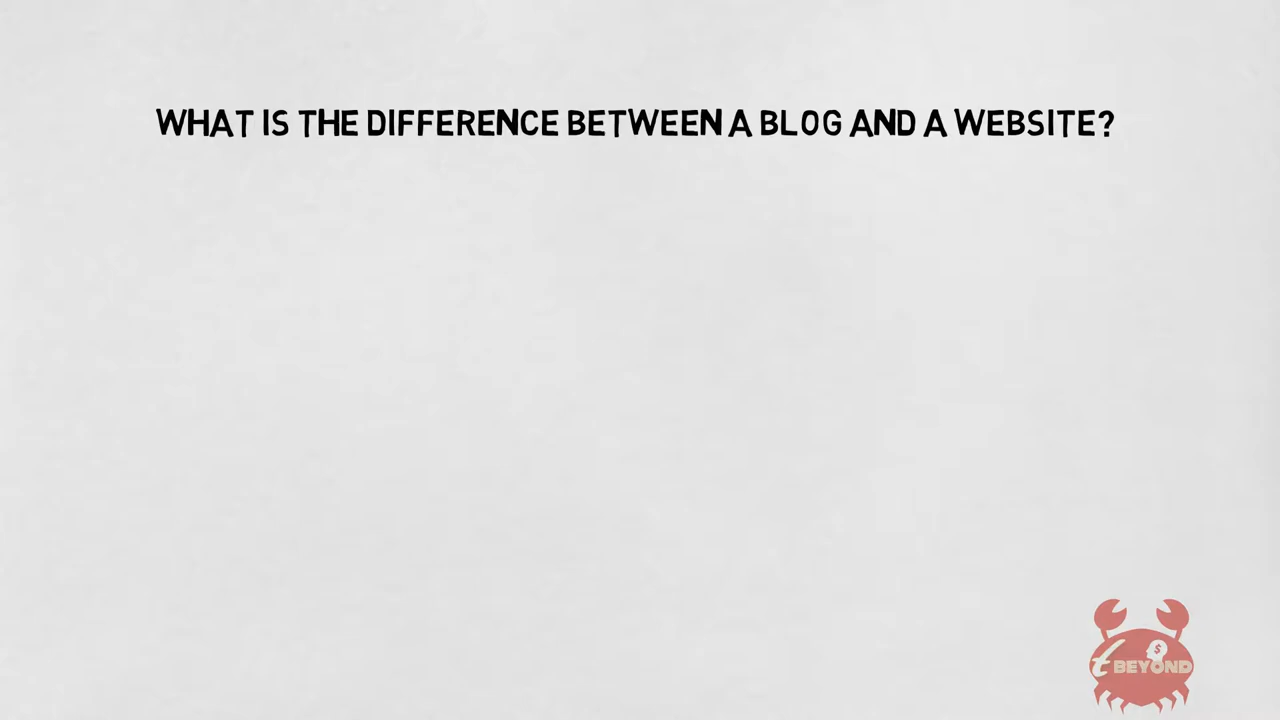 WHAT IS THE DIFFERENCE BETWEEN A BLOG AND A WEBSITE?
t BEYOND
$